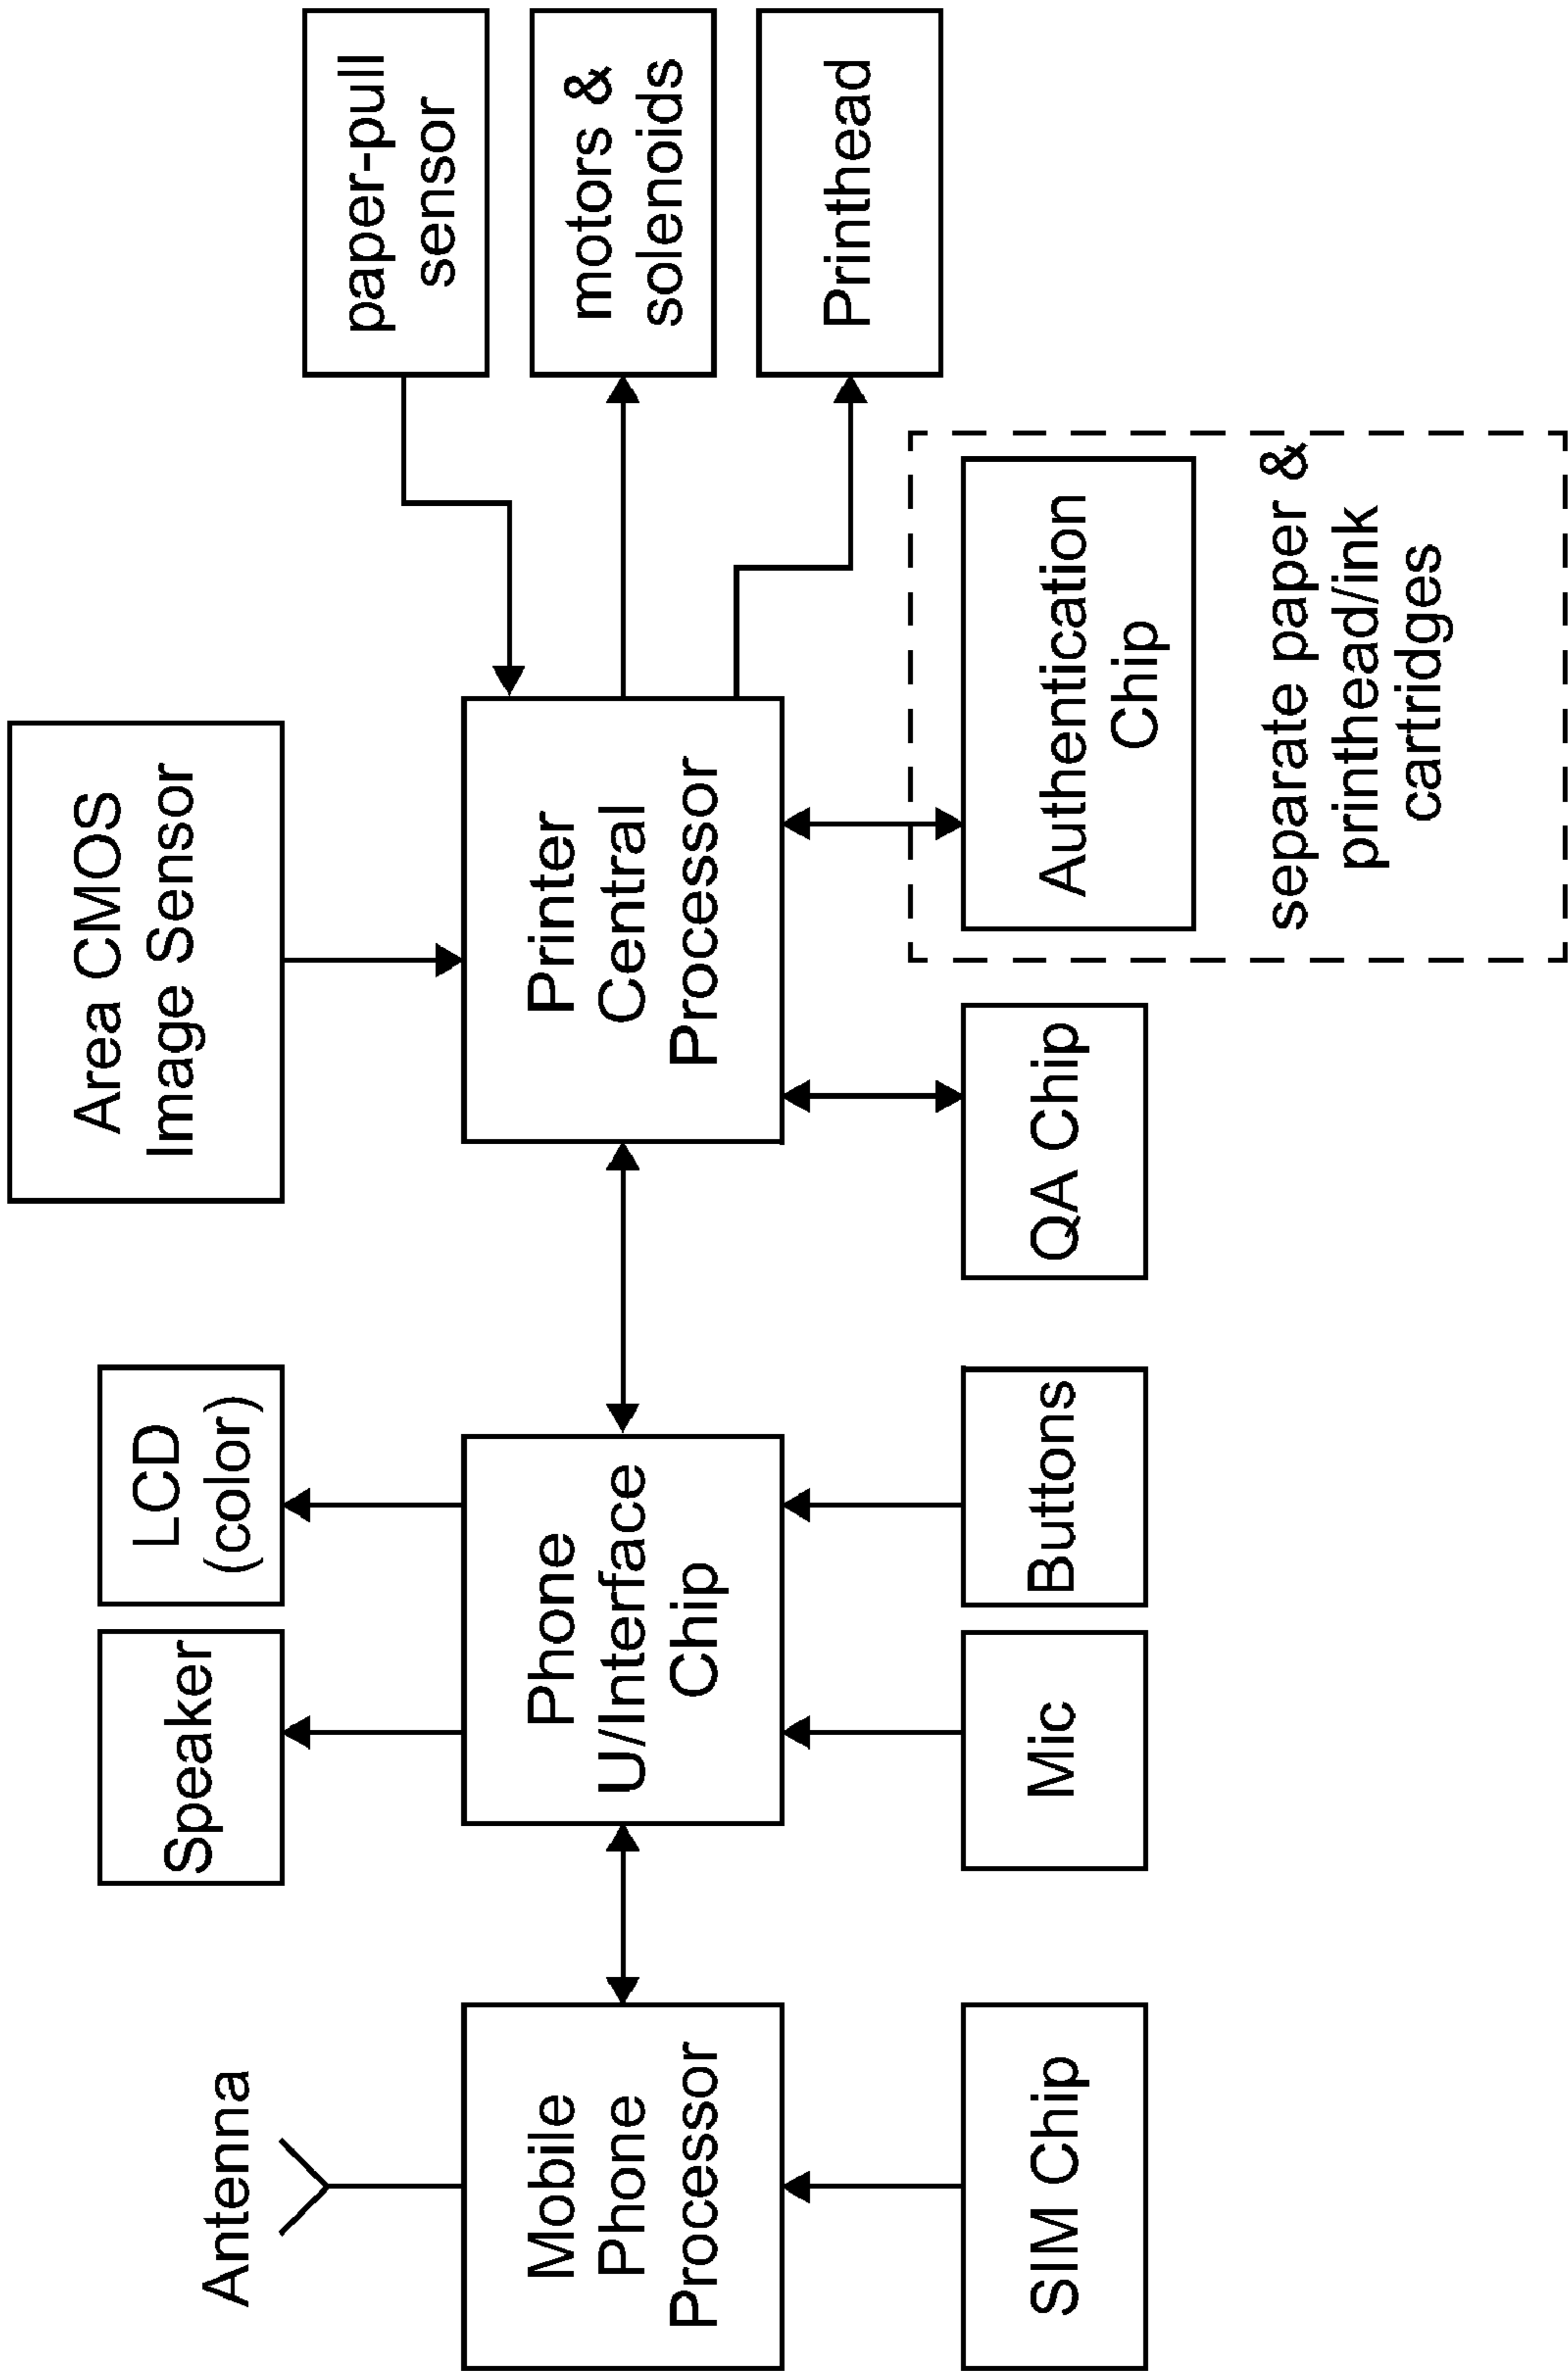 Antenna
Mobile
Phone
Processor
SIM Chip
Speaker
LCD
(color)
Phone
U/Interface
Chip
Mic
Buttons
Area CMOS
Image Sensor
Printer
Central
Processor
QA Chip
Authentication
Chip
separate paper &
printhead/ink
cartridges
paper-pull
sensor
motors &
solenoids
Printhead